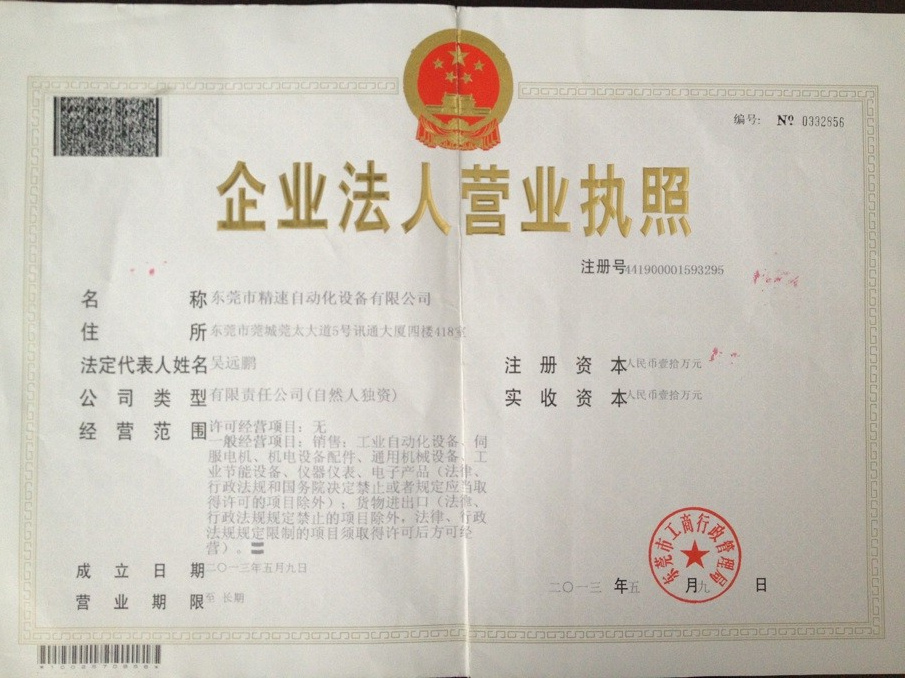 编号: Nº 0332856
企业法人营业执照
注册号441900001593295
名称 东莞市精速自动化设备有限公司
住所 东莞市莞城莞太大道5号讯通大厦四楼418室
法定代表人姓名 吴远鹏
注册资本 人民币壹拾万元
公司类型 有限责任公司(自然人独资)
实收资本 人民币壹拾万元
经营范围 许可经营项目：无
一般经营项目：销售：工业自动化设备、伺
服电机、机电设备配件、通用机械设备、工
业节能设备、仪器仪表、电子产品（法律、
行政法规和国务院决定禁止或者规定应当取
得许可的项目除外）；货物进出口（法律、
行政法规规定禁止的项目除外，法律、行政
法规规定限制的项目须取得许可后方可经
营）。
成立日期 二〇一三年五月九日
营业期限 至 长期
东莞市工商行政管理局
二〇一三 年五 月九 日